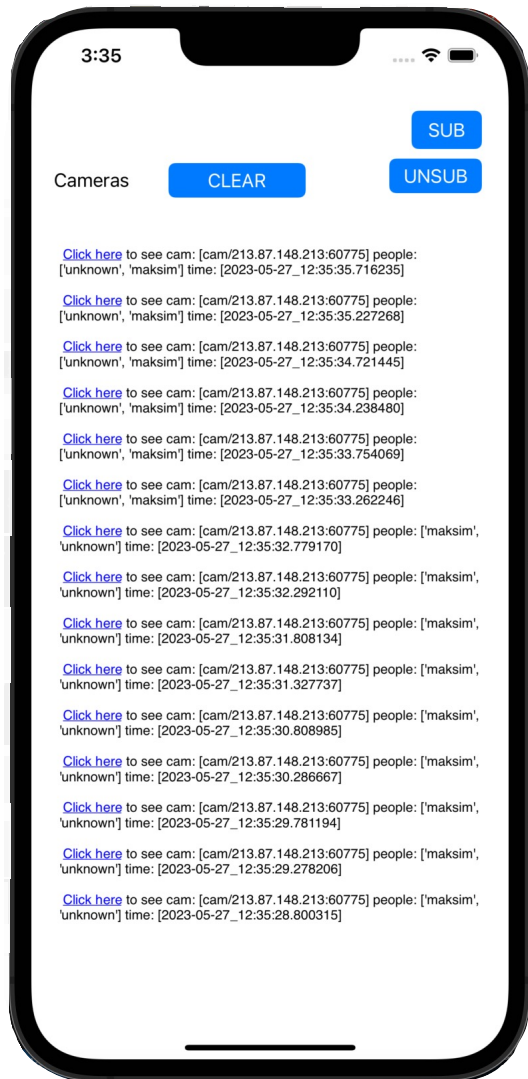 3:35
SUB
Cameras
CLEAR
UNSUB
Click here to see cam: [cam/213.87.148.213:60775] people:
['unknown', 'maksim'] time: [2023-05-27_12:35:35.716235]
Click here to see cam: [cam/213.87.148.213:60775] people:
['unknown', 'maksim'] time: [2023-05-27_12:35:35.227268]
Click here to see cam: [cam/213.87.148.213:60775] people:
['unknown', 'maksim'] time: [2023-05-27_12:35:34.721445]
Click here to see cam: [cam/213.87.148.213:60775] people:
['unknown', 'maksim'] time: [2023-05-27_12:35:34.238480]
Click here to see cam: [cam/213.87.148.213:60775] people:
['unknown', 'maksim'] time: [2023-05-27_12:35:33.754069]
Click here to see cam: [cam/213.87.148.213:60775] people:
['unknown', 'maksim'] time: [2023-05-27_12:35:33.262246]
Click here to see cam: [cam/213.87.148.213:60775] people: ['maksim',
'unknown'] time: [2023-05-27_12:35:32.779170]
Click here to see cam: [cam/213.87.148.213:60775] people: ['maksim',
'unknown'] time: [2023-05-27_12:35:32.292110]
Click here to see cam: [cam/213.87.148.213:60775] people: ['maksim',
'unknown'] time: [2023-05-27_12:35:31.808134]
Click here to see cam: [cam/213.87.148.213:60775] people: ['maksim',
'unknown'] time: [2023-05-27_12:35:31.327737]
Click here to see cam: [cam/213.87.148.213:60775] people: ['maksim',
'unknown'] time: [2023-05-27_12:35:30.808985]
Click here to see cam: [cam/213.87.148.213:60775] people: ['maksim',
'unknown'] time: [2023-05-27_12:35:30.286667]
Click here to see cam: [cam/213.87.148.213:60775] people: ['maksim',
'unknown'] time: [2023-05-27_12:35:29.781194]
Click here to see cam: [cam/213.87.148.213:60775] people: ['maksim',
'unknown'] time: [2023-05-27_12:35:29.278206]
Click here to see cam: [cam/213.87.148.213:60775] people: ['maksim',
'unknown'] time: [2023-05-27_12:35:28.800315]